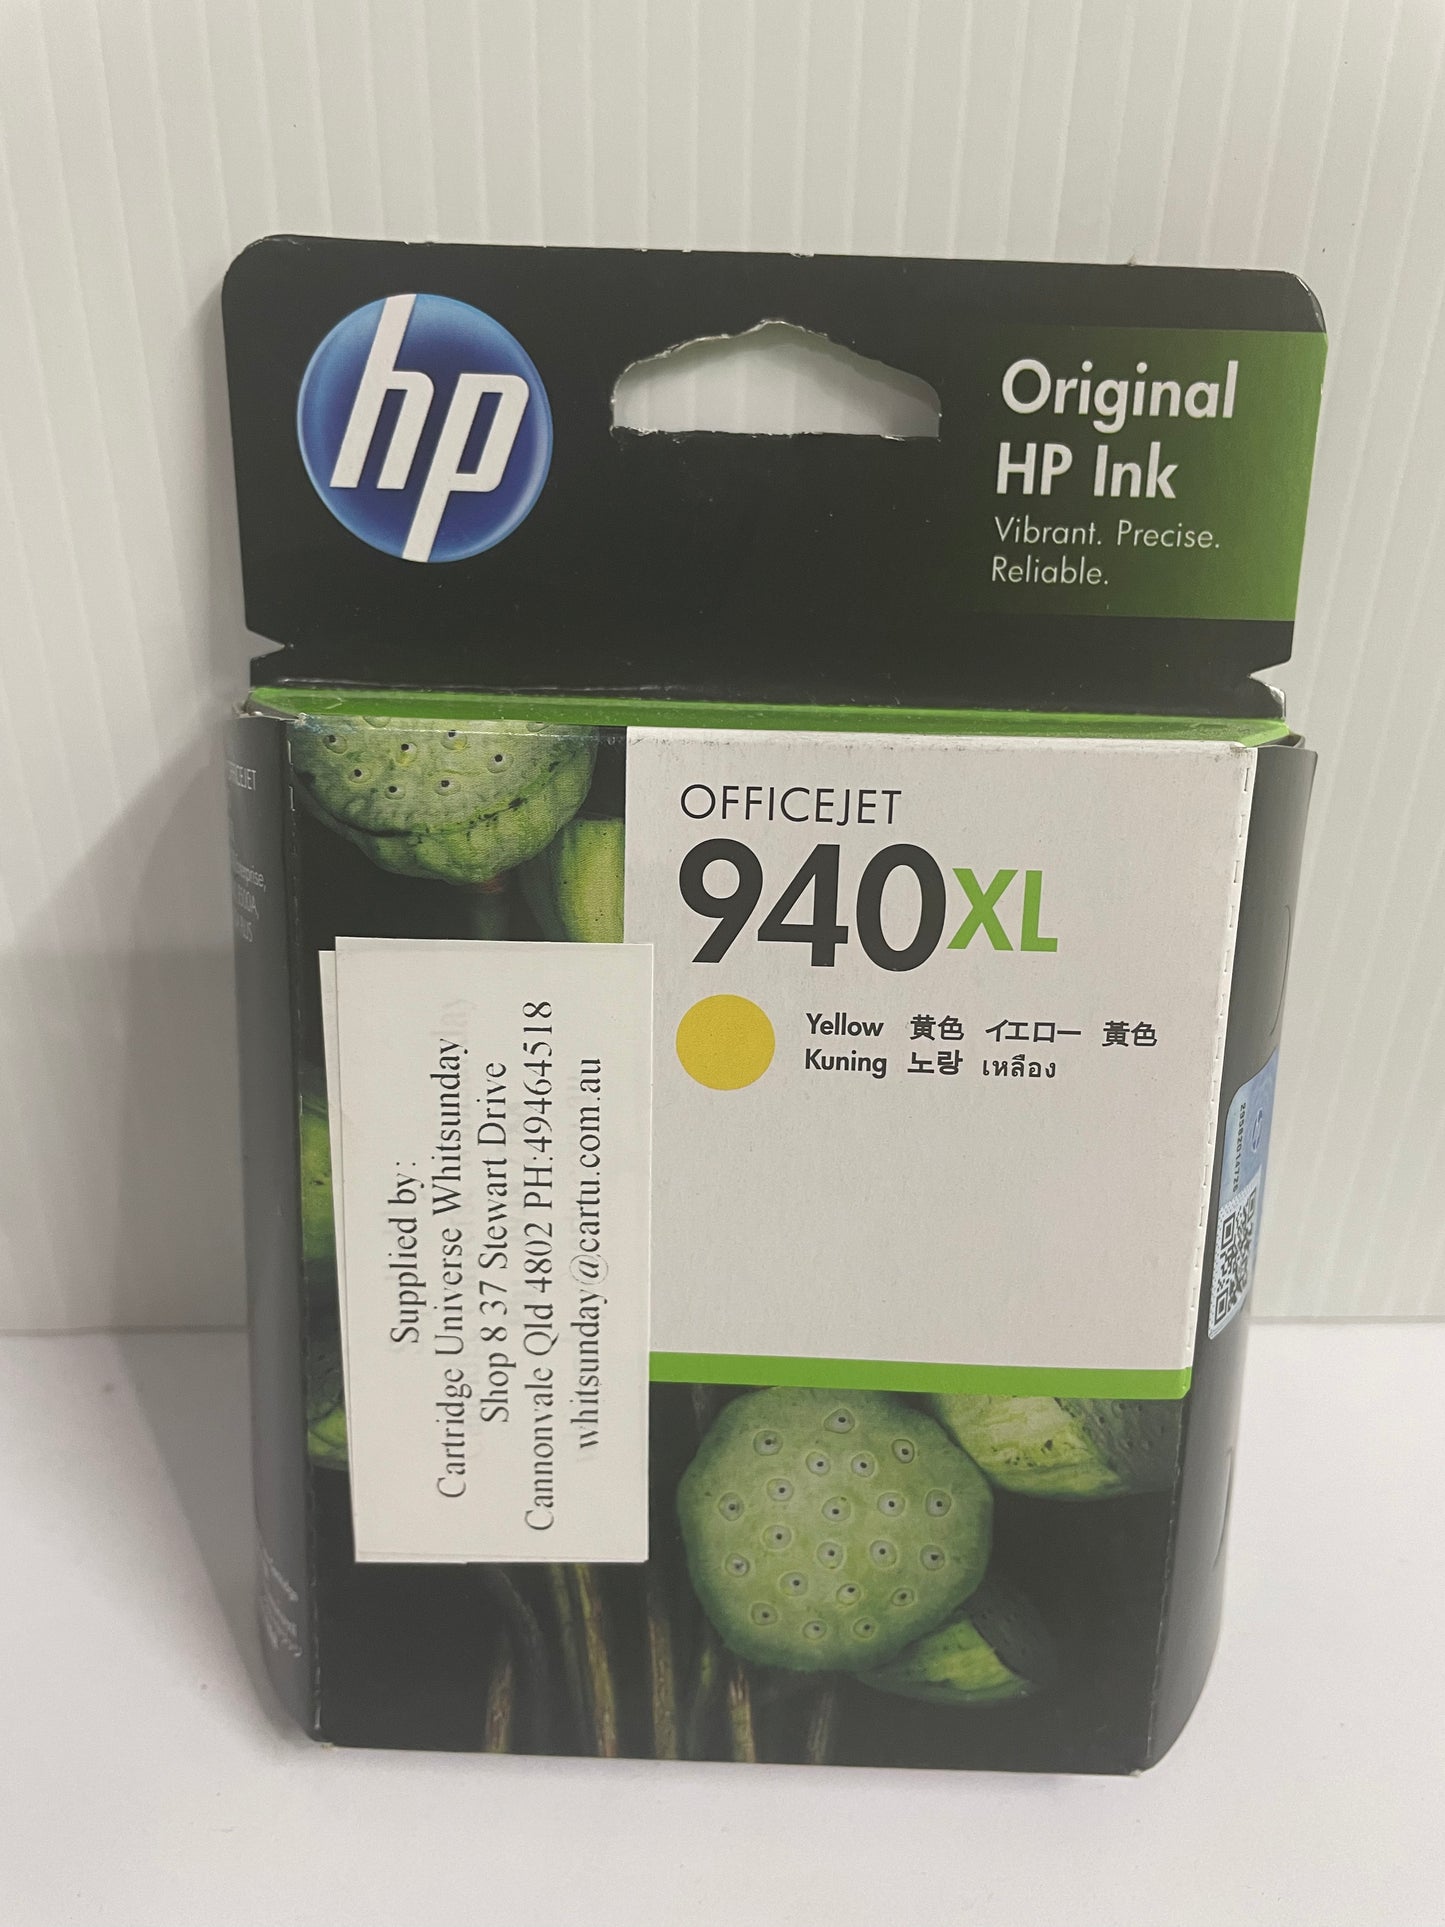 hp
Original
HP Ink
Vibrant. Precise.
Reliable.
OFFICEJET
940XL
Yellow 黄色 イエロー 黃色
Kuning 노랑 เหลือง
Supplied by:
Cartridge Universe Whitsunday
Shop 8 37 Stewart Drive
Cannonvale Qld 4802 PH:49464518
whitsunday@cartu.com.au
OFFICEJET